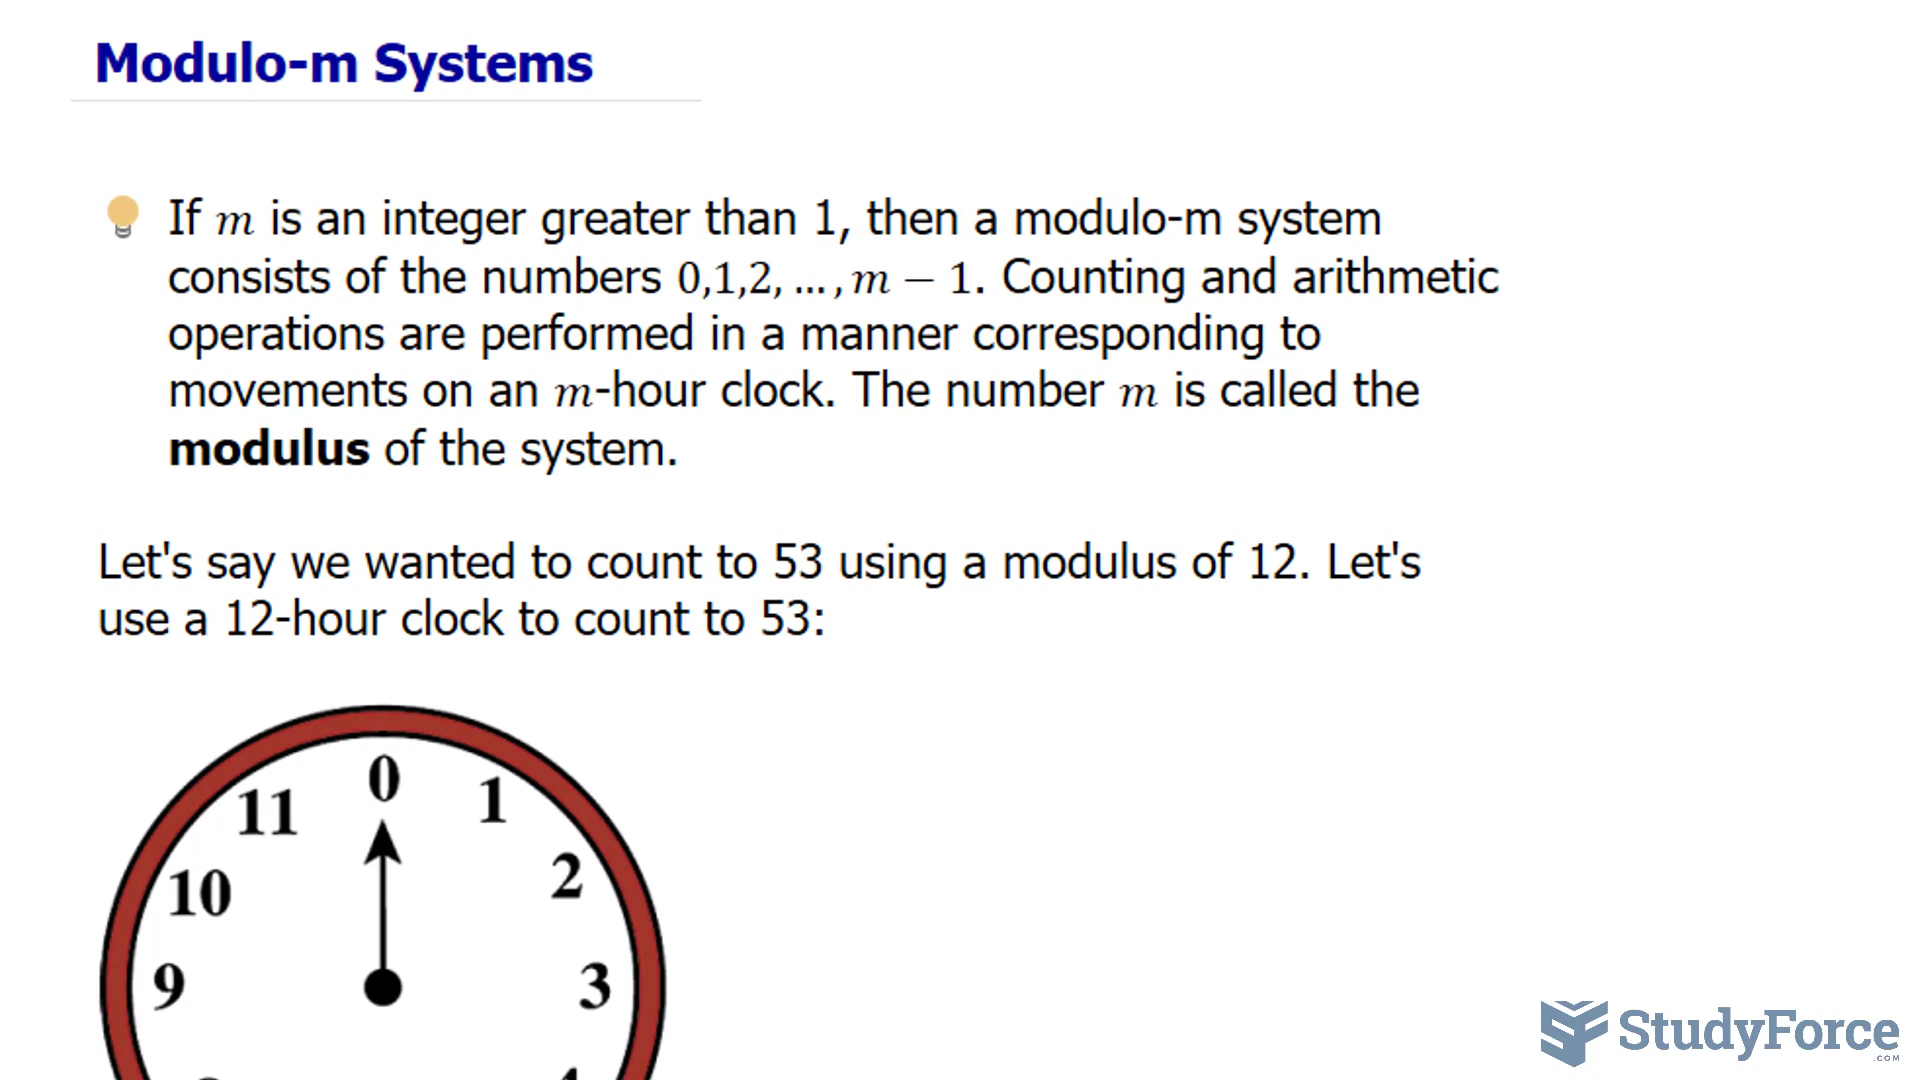 Modulo-m Systems
If m is an integer greater than 1, then a modulo-m system
consists of the numbers 0,1,2, ... , m − 1. Counting and arithmetic
operations are performed in a manner corresponding to
movements on an m-hour clock. The number m is called the
modulus of the system.
Let's say we wanted to count to 53 using a modulus of 12. Let's
use a 12-hour clock to count to 53:
0
11
1
2
10
9
3
StudyForce
.COM